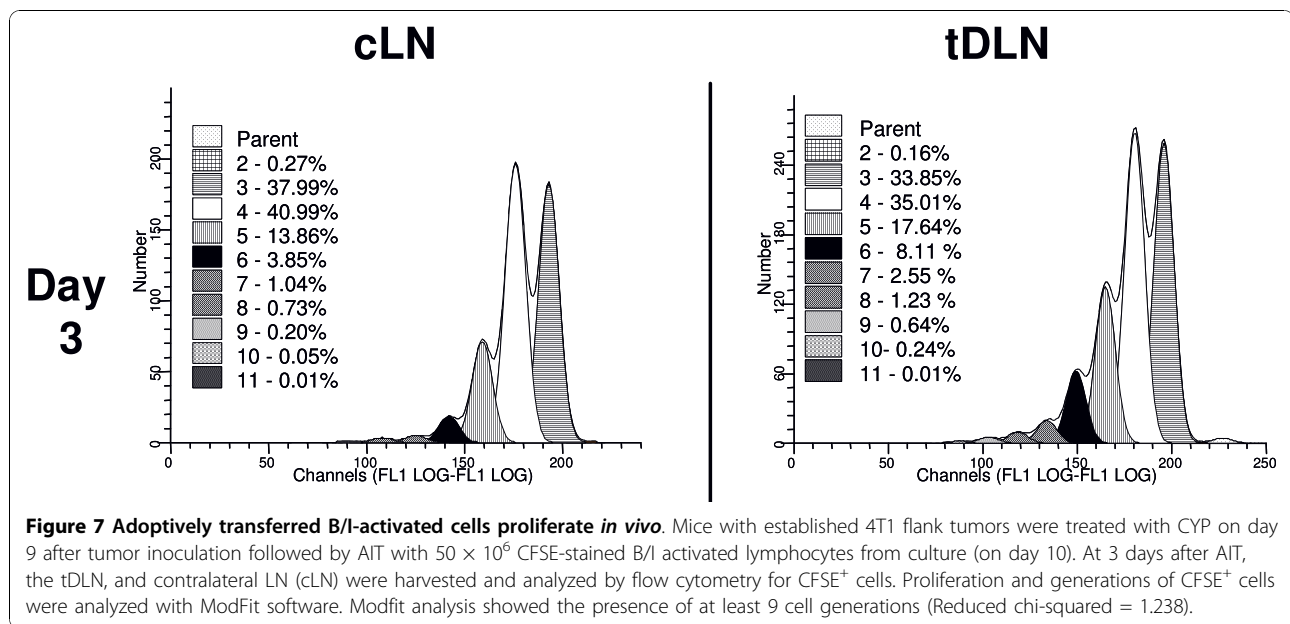 cLN
tDLN
Day
3
Number
200
150
100
50
0
Parent
2 - 0.27%
3 - 37.99%
4 - 40.99%
5 - 13.86%
6 - 3.85%
7 - 1.04%
8 - 0.73%
9 - 0.20%
10 - 0.05%
11 - 0.01%
0 50 100 150 200
Channels (FL1 LOG-FL1 LOG)
Number
240
180
120
60
0
Parent
2 - 0.16%
3 - 33.85%
4 - 35.01%
5 - 17.64%
6 - 8.11 %
7 - 2.55 %
8 - 1.23 %
9 - 0.64%
10- 0.24%
11 - 0.01%
0 50 100 150 200 250
Channels (FL1 LOG-FL1 LOG)
Figure 7 Adoptively transferred B/I-activated cells proliferate in vivo. Mice with established 4T1 flank tumors were treated with CYP on day
9 after tumor inoculation followed by AIT with 50 × 10⁶ CFSE-stained B/I activated lymphocytes from culture (on day 10). At 3 days after AIT,
the tDLN, and contralateral LN (cLN) were harvested and analyzed by flow cytometry for CFSE⁺ cells. Proliferation and generations of CFSE⁺ cells
were analyzed with ModFit software. Modfit analysis showed the presence of at least 9 cell generations (Reduced chi-squared = 1.238).